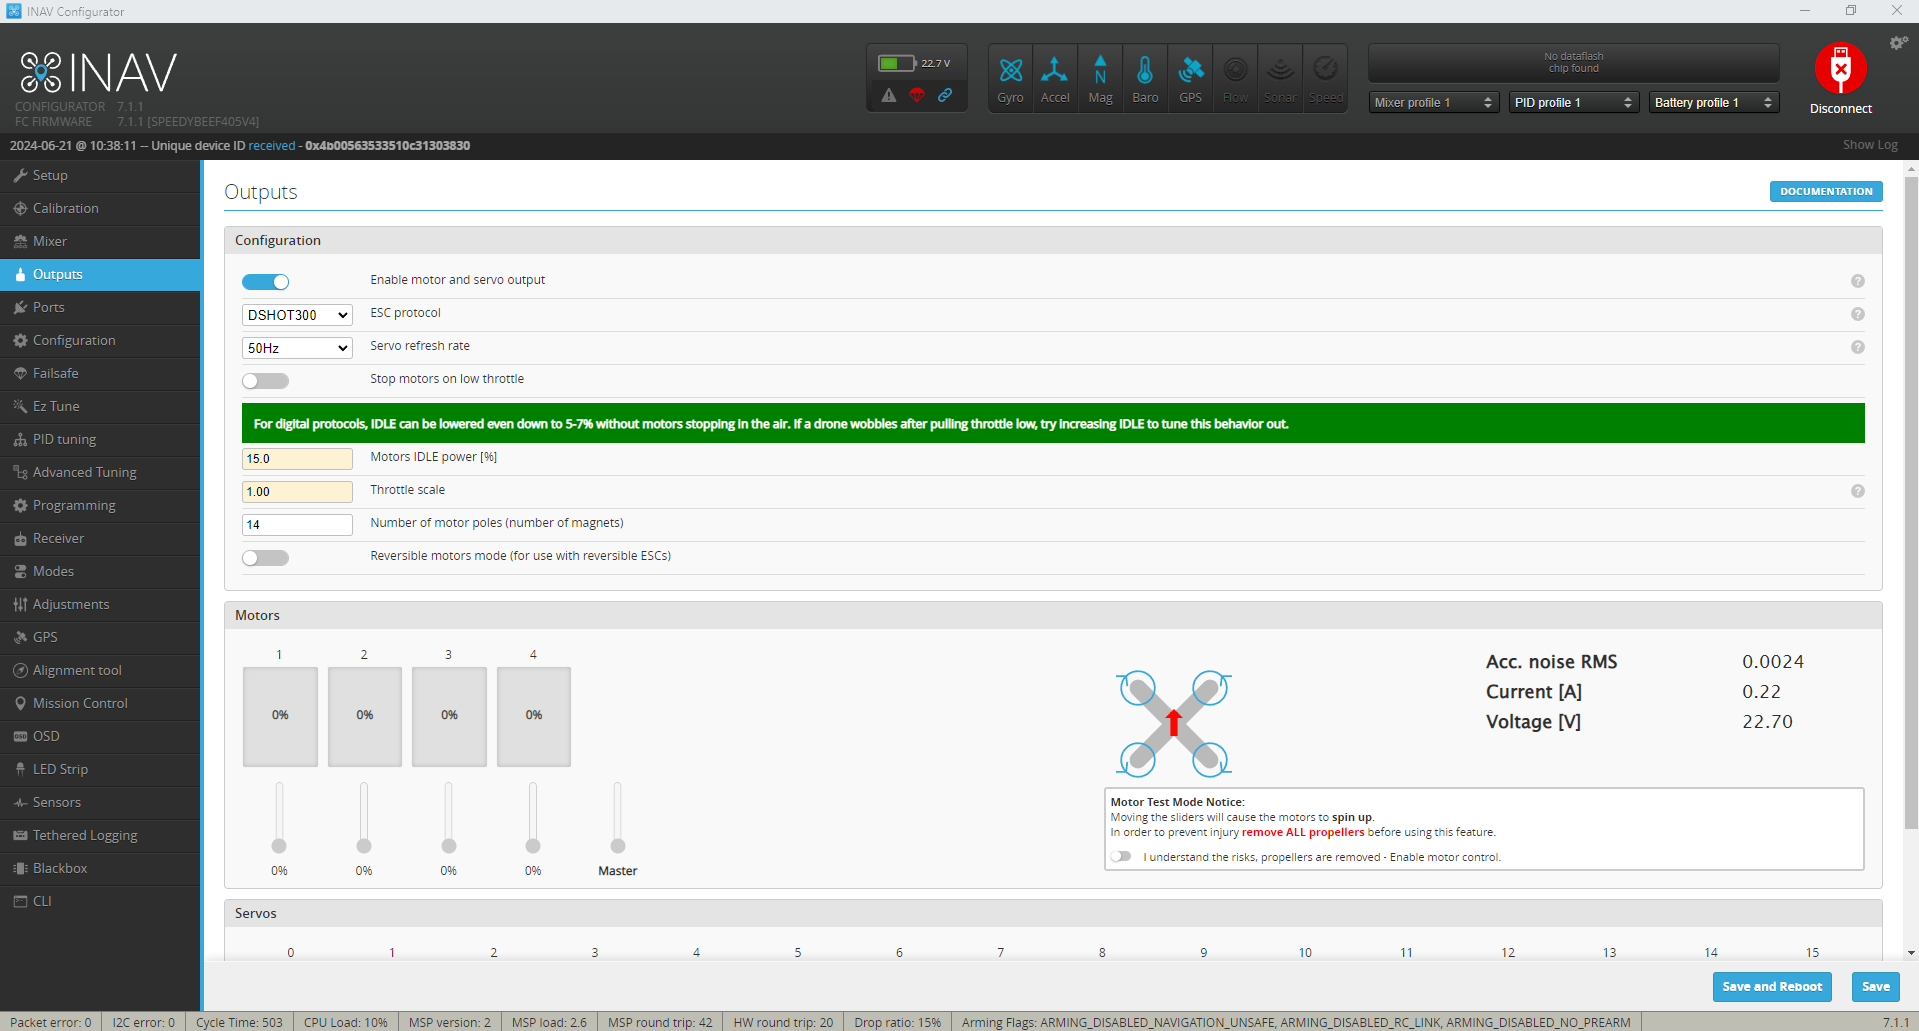 INAV Configurator
INAV
CONFIGURATOR 7.1.1
FC FIRMWARE 7.1.1 [SPEEDYBEEF405V4]
22.7 V
Gyro Accel Mag Baro GPS Flow Sonar Speed
No dataflash
chip found
Mixer profile 1 PID profile 1 Battery profile 1
Disconnect
2024-06-21 @ 10:38:11 -- Unique device ID received - 0x4b00563533510c31303830
Show Log
Setup
Calibration
Mixer
Outputs
Ports
Configuration
Failsafe
Ez Tune
PID tuning
Advanced Tuning
Programming
Receiver
Modes
Adjustments
GPS
Alignment tool
Mission Control
OSD
LED Strip
Sensors
Tethered Logging
Blackbox
CLI
Outputs
DOCUMENTATION
Configuration
Enable motor and servo output
DSHOT300 ESC protocol
50Hz Servo refresh rate
Stop motors on low throttle
For digital protocols, IDLE can be lowered even down to 5-7% without motors stopping in the air. If a drone wobbles after pulling throttle low, try increasing IDLE to tune this behavior out.
15.0 Motors IDLE power [%]
1.00 Throttle scale
14 Number of motor poles (number of magnets)
Reversible motors mode (for use with reversible ESCs)
Motors
1 2 3 4
0% 0% 0% 0%
0% 0% 0% 0% Master
Acc. noise RMS 0.0024
Current [A] 0.22
Voltage [V] 22.70
Motor Test Mode Notice:
Moving the sliders will cause the motors to spin up.
In order to prevent injury remove ALL propellers before using this feature.
I understand the risks, propellers are removed - Enable motor control.
Servos
0 1 2 3 4 5 6 7 8 9 10 11 12 13 14 15
Save and Reboot Save
Packet error: 0 I2C error: 0 Cycle Time: 503 CPU Load: 10% MSP version: 2 MSP load: 2.6 MSP round trip: 42 HW round trip: 20 Drop ratio: 15% Arming Flags: ARMING_DISABLED_NAVIGATION_UNSAFE, ARMING_DISABLED_RC_LINK, ARMING_DISABLED_NO_PREARM 7.1.1